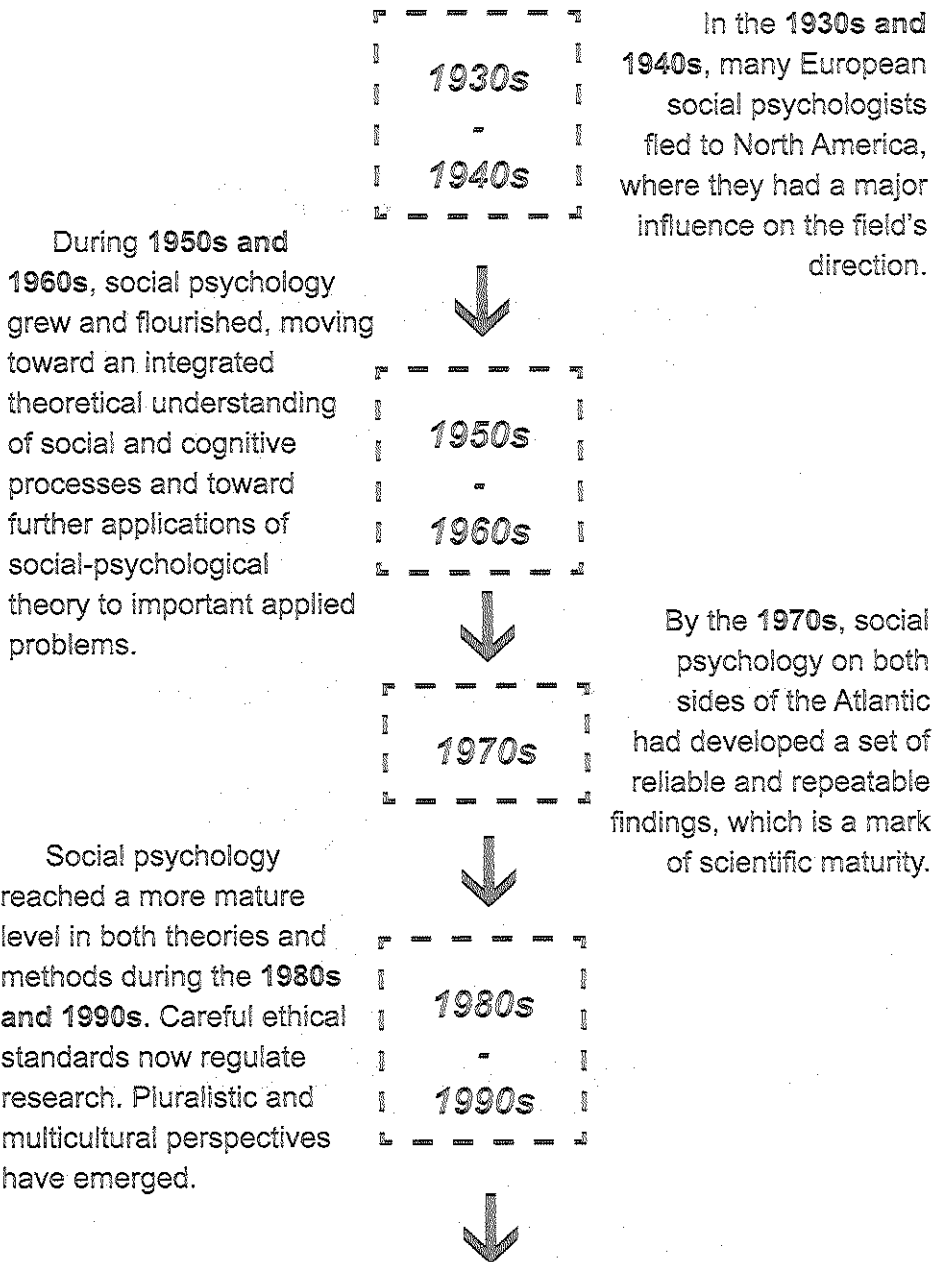 1930s
-
1940s
In the 1930s and
1940s, many European
social psychologists
fled to North America,
where they had a major
influence on the field's
direction.
During 1950s and
1960s, social psychology
grew and flourished, moving
toward an integrated
theoretical understanding
of social and cognitive
processes and toward
further applications of
social-psychological
theory to important applied
problems.
1950s
-
1960s
By the 1970s, social
psychology on both
sides of the Atlantic
had developed a set of
reliable and repeatable
findings, which is a mark
of scientific maturity.
1970s
Social psychology
reached a more mature
level in both theories and
methods during the 1980s
and 1990s. Careful ethical
standards now regulate
research. Pluralistic and
multicultural perspectives
have emerged.
1980s
-
1990s